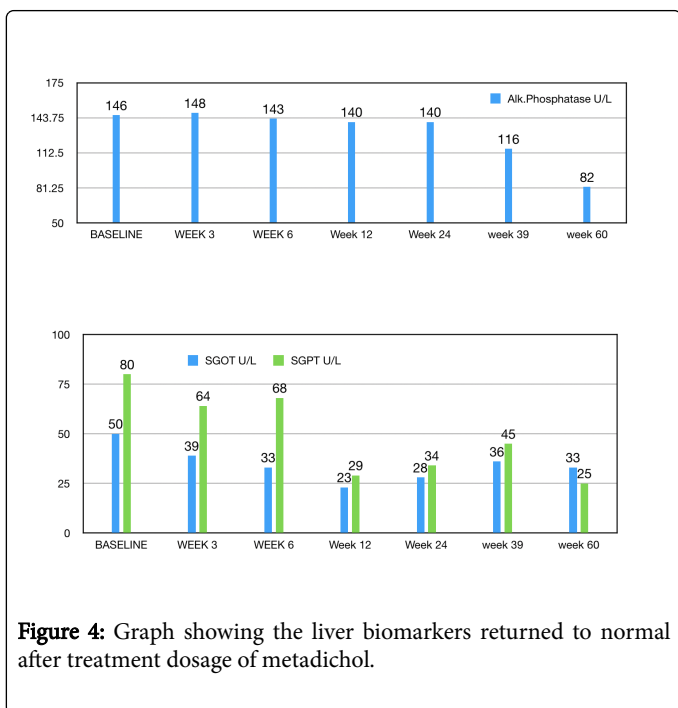 175
Alk.Phosphatase U/L
146 148 143 140 140 116 82
143.75
112.5
81.25
50
BASELINE WEEK 3 WEEK 6 Week 12 Week 24 week 39 week 60
100
SGOT U/L SGPT U/L
80
75
68
64
50
50
45
39
36
33 34 33
29 28
25
23 25
0
BASELINE WEEK 3 WEEK 6 Week 12 Week 24 week 39 week 60
Figure 4: Graph showing the liver biomarkers returned to normal
after treatment dosage of metadichol.